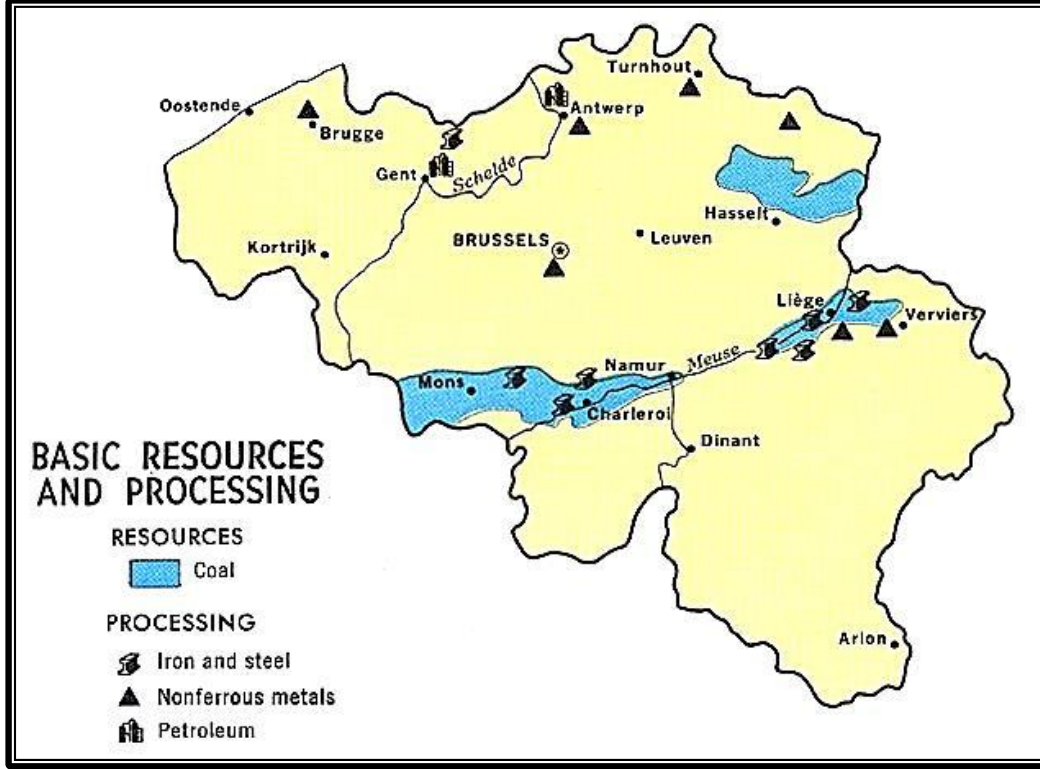 Turnhout
Oostende
Antwerp
Brugge
Gent
Schelde
Hasselt
Kortrijk
BRUSSELS
Leuven
Liège
Verviers
Meuse
Namur
Mons
Charleroi
Dinant
Arlon
BASIC RESOURCES
AND PROCESSING
RESOURCES
Coal
PROCESSING
Iron and steel
Nonferrous metals
Petroleum